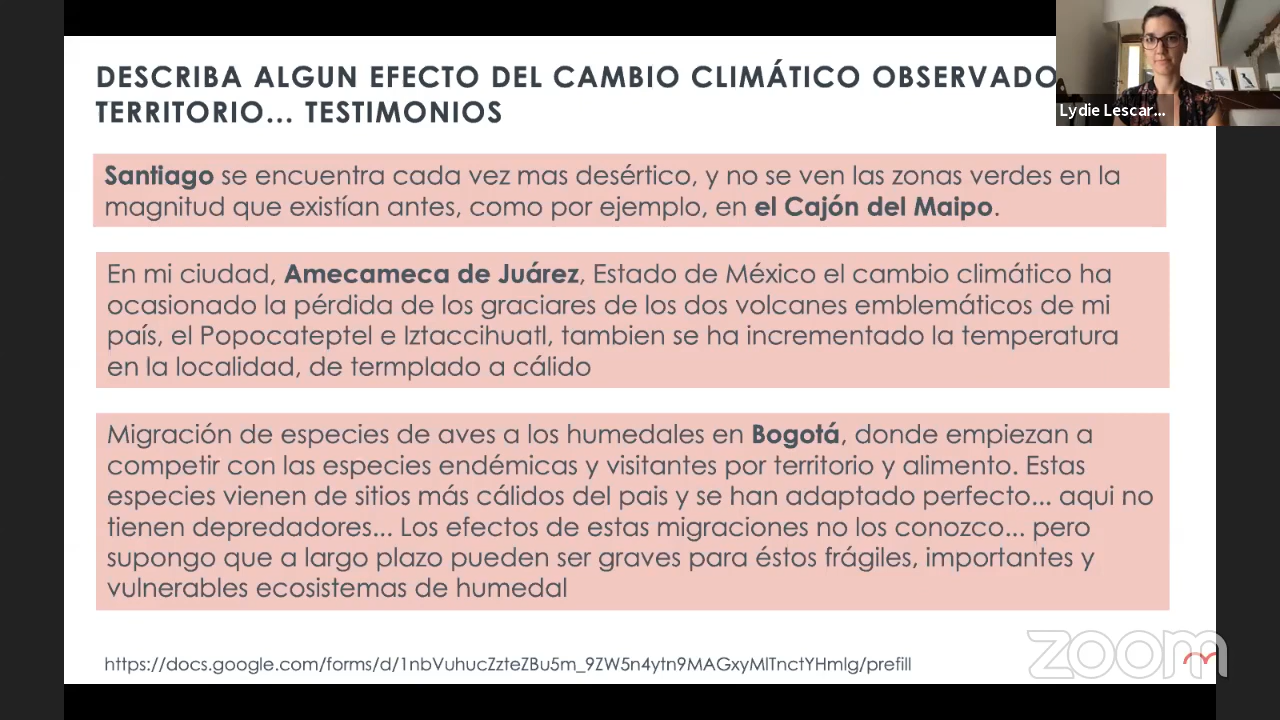 DESCRIBA ALGUN EFECTO DEL CAMBIO CLIMÁTICO OBSERVADO
TERRITORIO... TESTIMONIOS
Lydie Lescar...
Santiago se encuentra cada vez mas desértico, y no se ven las zonas verdes en la
magnitud que existían antes, como por ejemplo, en el Cajón del Maipo.
En mi ciudad, Amecameca de Juárez, Estado de México el cambio climático ha
ocasionado la pérdida de los graciares de los dos volcanes emblemáticos de mi
país, el Popocateptel e Iztaccihuatl, tambien se ha incrementado la temperatura
en la localidad, de termplado a cálido
Migración de especies de aves a los humedales en Bogotá, donde empiezan a
competir con las especies endémicas y visitantes por territorio y alimento. Estas
especies vienen de sitios más cálidos del pais y se han adaptado perfecto... aqui no
tienen depredadores... Los efectos de estas migraciones no los conozco... pero
supongo que a largo plazo pueden ser graves para éstos frágiles, importantes y
vulnerables ecosistemas de humedal
https://docs.google.com/forms/d/1nbVuhucZzteZBu5m_9ZW5n4ytn9MAGxyMlTnctYHmlg/prefill
zoom